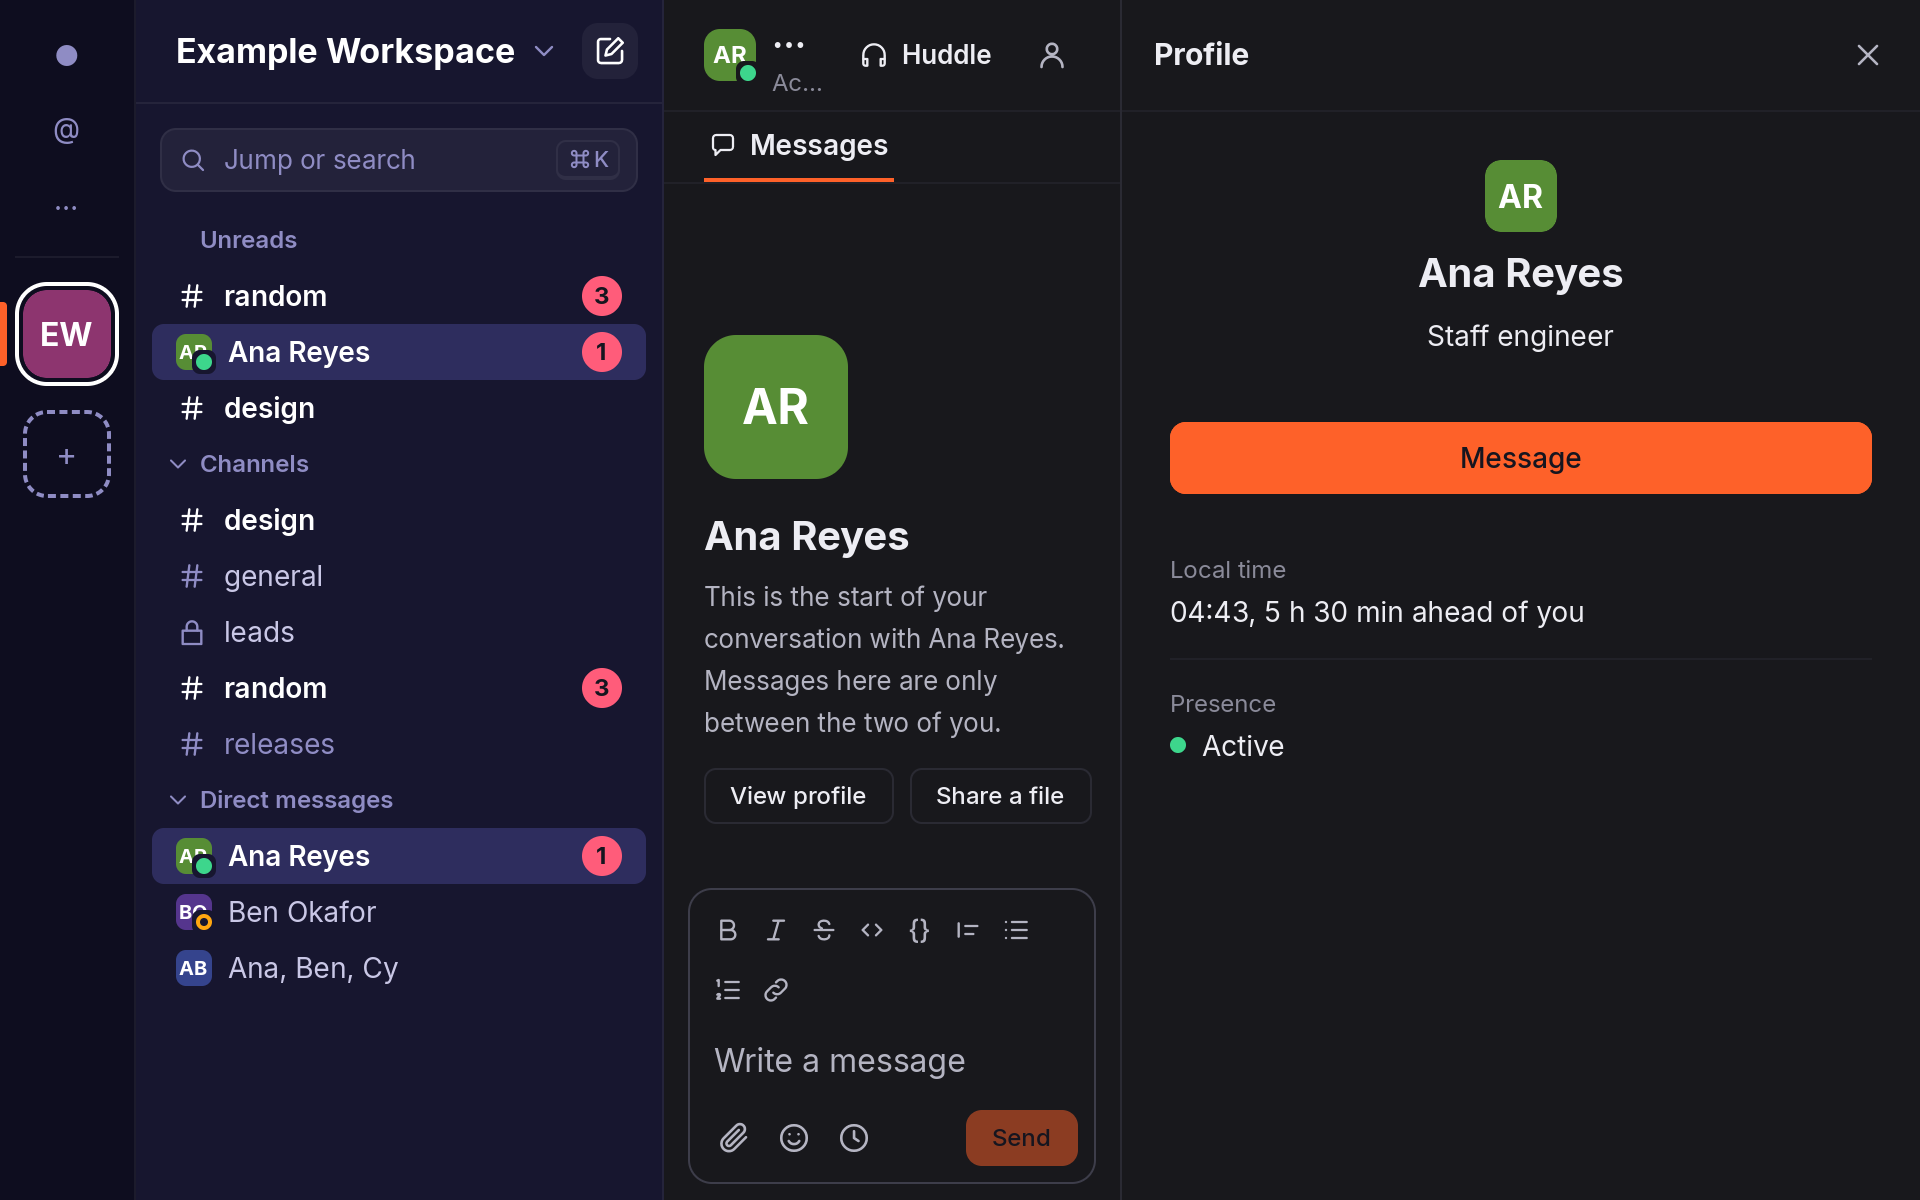 @
EW
+
Example Workspace
Jump or search
⌘K
Unreads
random
3
Ana Reyes
1
design
Channels
design
general
leads
random
3
releases
Direct messages
Ana Reyes
1
Ben Okafor
AB
Ana, Ben, Cy
AR
...
Ac...
Huddle
Messages
AR
Ana Reyes
This is the start of your
conversation with Ana Reyes.
Messages here are only
between the two of you.
View profile
Share a file
Write a message
Send
Profile
AR
Ana Reyes
Staff engineer
Message
Local time
04:43, 5 h 30 min ahead of you
Presence
Active